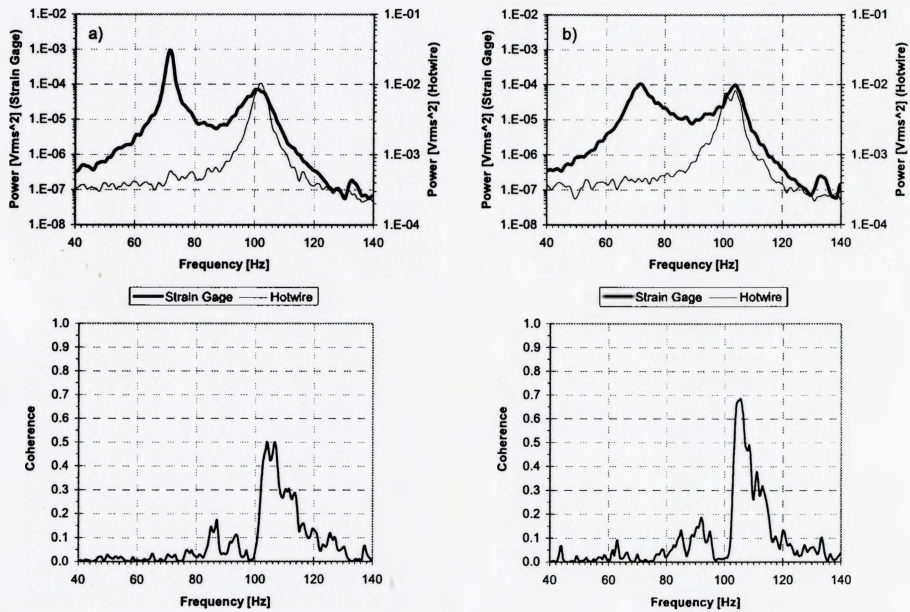 a)
Power [Vrms^2] (Strain Gage)
1.E-02
1.E-03
1.E-04
1.E-05
1.E-06
1.E-07
1.E-08
1.E-01
1.E-02
1.E-03
1.E-04
Power [Vrms^2] (Hotwire)
40 60 80 100 120 140
Frequency [Hz]
Strain Gage Hotwire
b)
Power [Vrms^2] (Strain Gage)
1.E-02
1.E-03
1.E-04
1.E-05
1.E-06
1.E-07
1.E-08
1.E-01
1.E-02
1.E-03
1.E-04
Power [Vrms^2] (Hotwire)
40 60 80 100 120 140
Frequency [Hz]
Strain Gage Hotwire
Coherence
1.0
0.9
0.8
0.7
0.6
0.5
0.4
0.3
0.2
0.1
0.0
40 60 80 100 120 140
Frequency [Hz]
Coherence
1.0
0.9
0.8
0.7
0.6
0.5
0.4
0.3
0.2
0.1
0.0
40 60 80 100 120 140
Frequency [Hz]